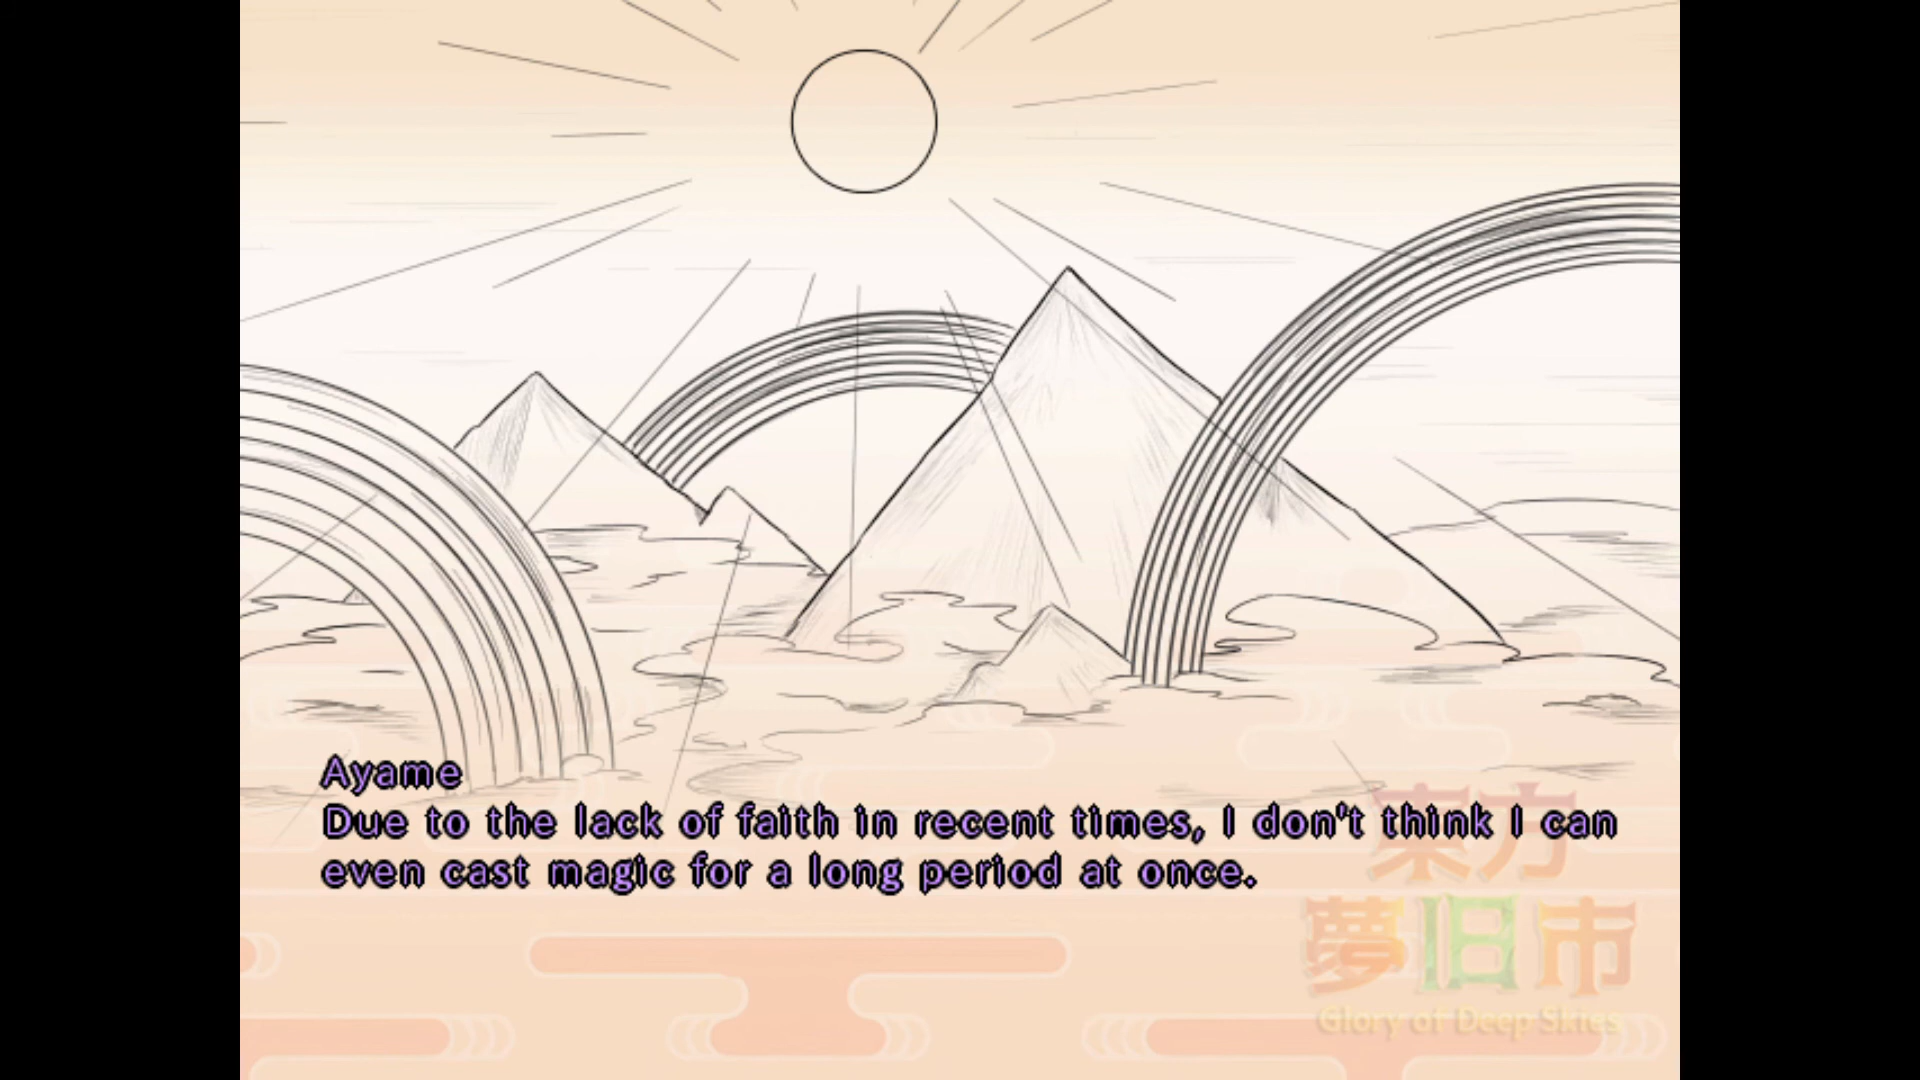 Ayame
Due to the lack of faith in recent times, I don't think I can
even cast magic for a long period at once.
東方
夢旧市
Glory of Deep Skies